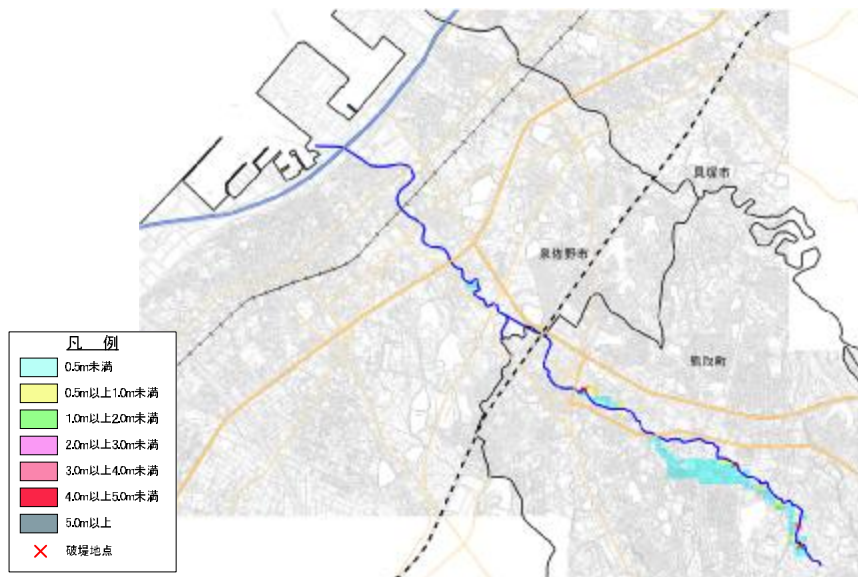 貝塚市
泉佐野市
熊取町
凡 例
0.5m未満
0.5m以上1.0m未満
1.0m以上2.0m未満
2.0m以上3.0m未満
3.0m以上4.0m未満
4.0m以上5.0m未満
5.0m以上
破堤地点